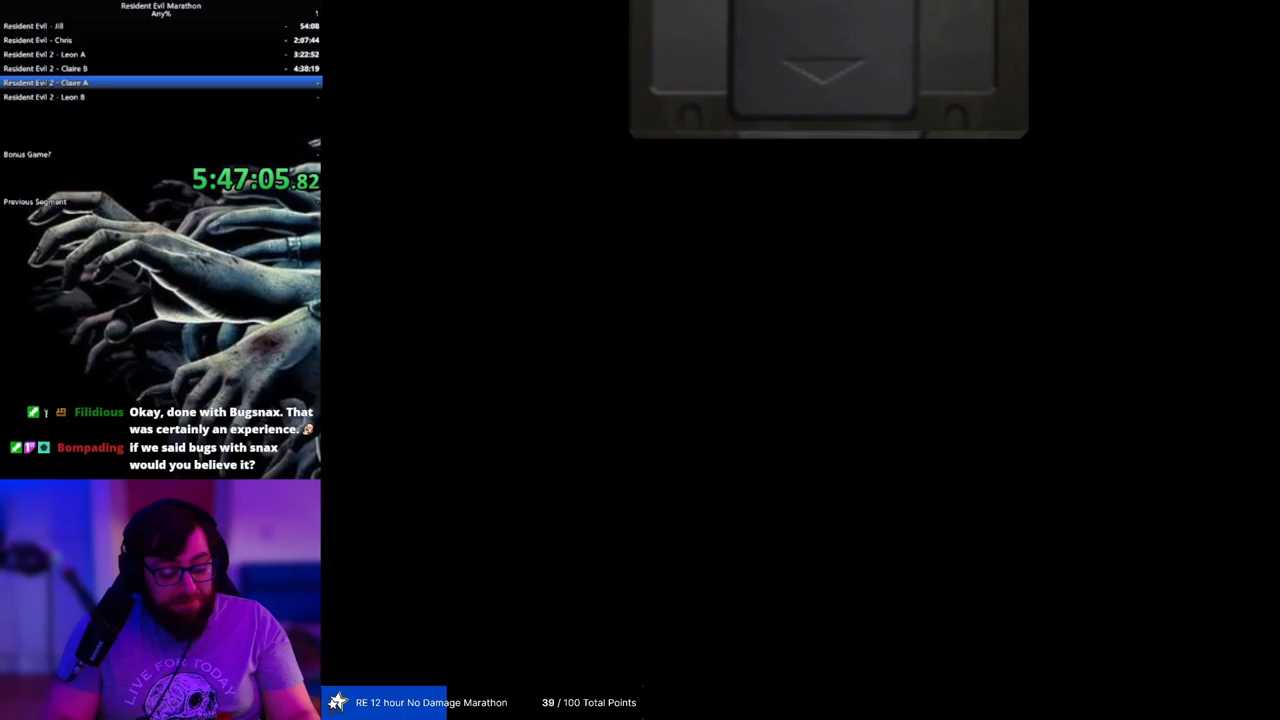 Resident Evil Marathon
Any%
1
Resident Evil - Jill - 54:08
Resident Evil - Chris - 2:07:44
Resident Evil 2 - Leon A - 3:22:52
Resident Evil 2 - Claire B - 4:38:19
Resident Evil 2 - Claire A -
Resident Evil 2 - Leon B -
Bonus Game? -
5:47:05.82
Previous Segment -
Filidious Okay, done with Bugsnax. That
was certainly an experience.
Bompading if we said bugs with snax
would you believe it?
LIVE FOR TODAY
RE 12 hour No Damage Marathon 39 / 100 Total Points